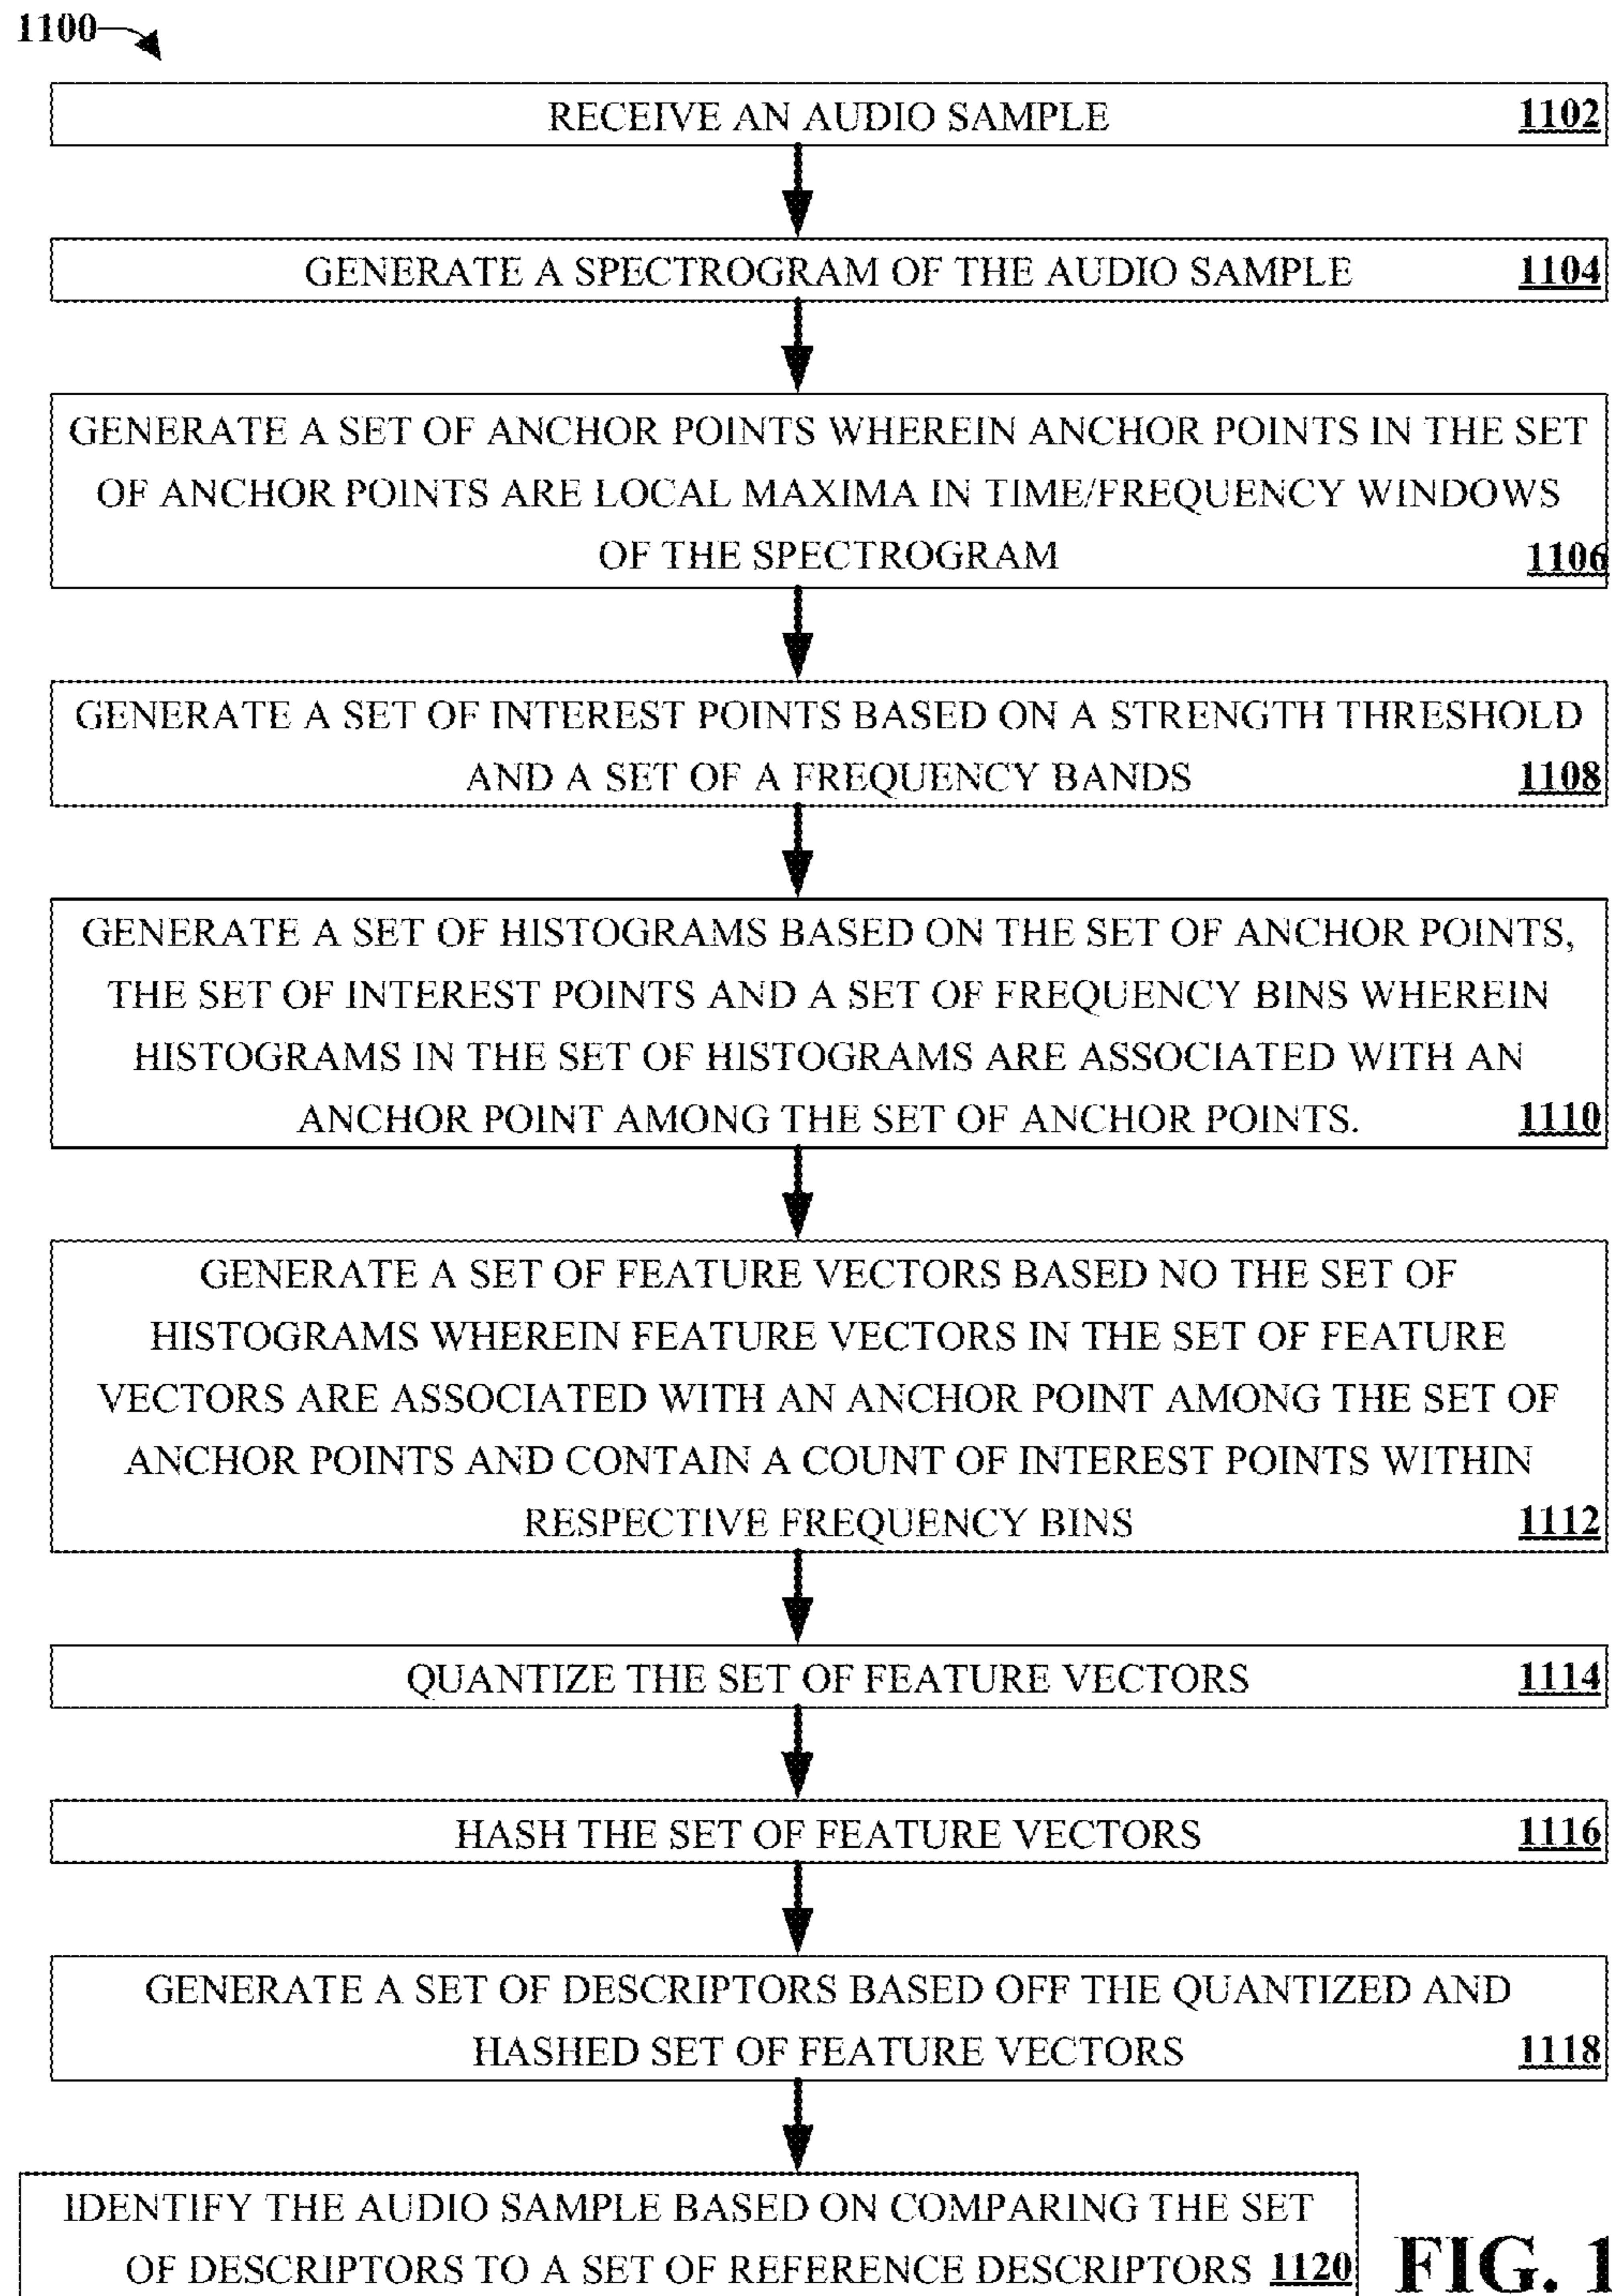 1100
RECEIVE AN AUDIO SAMPLE 1102
GENERATE A SPECTROGRAM OF THE AUDIO SAMPLE 1104
GENERATE A SET OF ANCHOR POINTS WHEREIN ANCHOR POINTS IN THE SET
OF ANCHOR POINTS ARE LOCAL MAXIMA IN TIME/FREQUENCY WINDOWS
OF THE SPECTROGRAM 1106
GENERATE A SET OF INTEREST POINTS BASED ON A STRENGTH THRESHOLD
AND A SET OF A FREQUENCY BANDS 1108
GENERATE A SET OF HISTOGRAMS BASED ON THE SET OF ANCHOR POINTS,
THE SET OF INTEREST POINTS AND A SET OF FREQUENCY BINS WHEREIN
HISTOGRAMS IN THE SET OF HISTOGRAMS ARE ASSOCIATED WITH AN
ANCHOR POINT AMONG THE SET OF ANCHOR POINTS. 1110
GENERATE A SET OF FEATURE VECTORS BASED NO THE SET OF
HISTOGRAMS WHEREIN FEATURE VECTORS IN THE SET OF FEATURE
VECTORS ARE ASSOCIATED WITH AN ANCHOR POINT AMONG THE SET OF
ANCHOR POINTS AND CONTAIN A COUNT OF INTEREST POINTS WITHIN
RESPECTIVE FREQUENCY BINS 1112
QUANTIZE THE SET OF FEATURE VECTORS 1114
HASH THE SET OF FEATURE VECTORS 1116
GENERATE A SET OF DESCRIPTORS BASED OFF THE QUANTIZED AND
HASHED SET OF FEATURE VECTORS 1118
IDENTIFY THE AUDIO SAMPLE BASED ON COMPARING THE SET
OF DESCRIPTORS TO A SET OF REFERENCE DESCRIPTORS 1120
FIG. 1